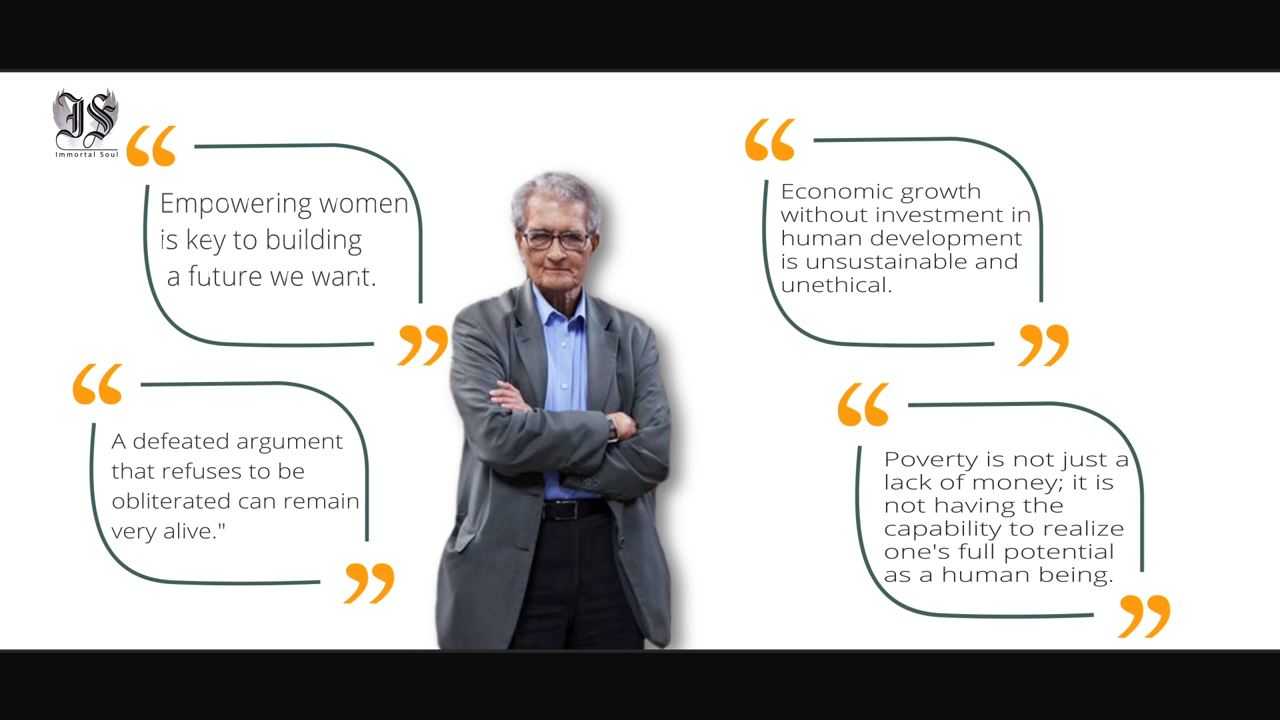 JS
Immortal Soul
Empowering women
is key to building
a future we want.
A defeated argument
that refuses to be
obliterated can remain
very alive."
Economic growth
without investment in
human development
is unsustainable and
unethical.
Poverty is not just a
lack of money; it is
not having the
capability to realize
one's full potential
as a human being.